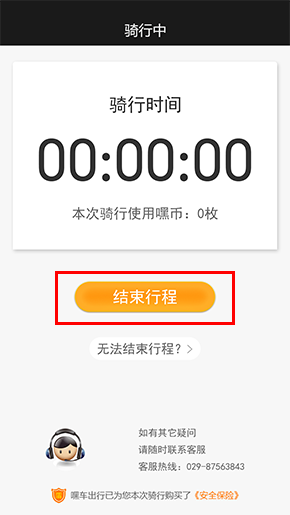 骑行中
骑行时间
00:00:00
本次骑行使用嘿币：0枚
结束行程
无法结束行程？>
如有其它疑问
请随时联系客服
客服热线：029-87563843
嘿车出行已为您本次骑行购买了《安全保险》